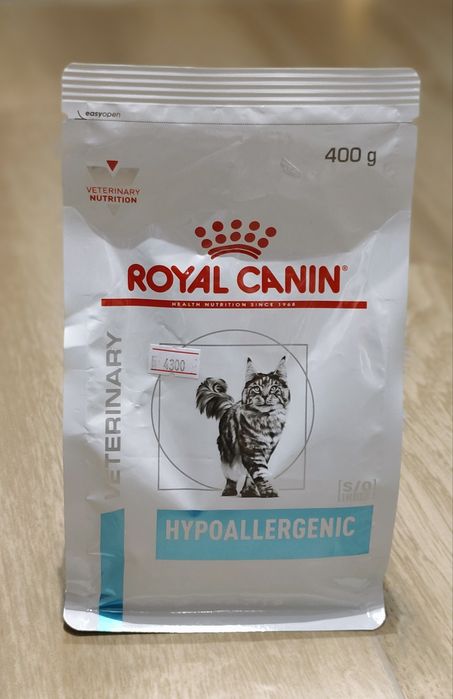 easyopen
400 g
VETERINARY
NUTRITION
ROYAL CANIN®
HEALTH NUTRITION SINCE 1968
VETERINARY
4300
S/O
HYPOALLERGENIC